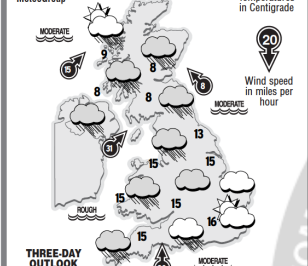 MeteoGroup
Temperatures
in Centigrade
MODERATE
20
9
15
8
8
8
8
Wind speed
in miles per
hour
MODERATE
31
13
15
15
15
15
ROUGH
16
15
THREE-DAY
OUTLOOK
MODERATE